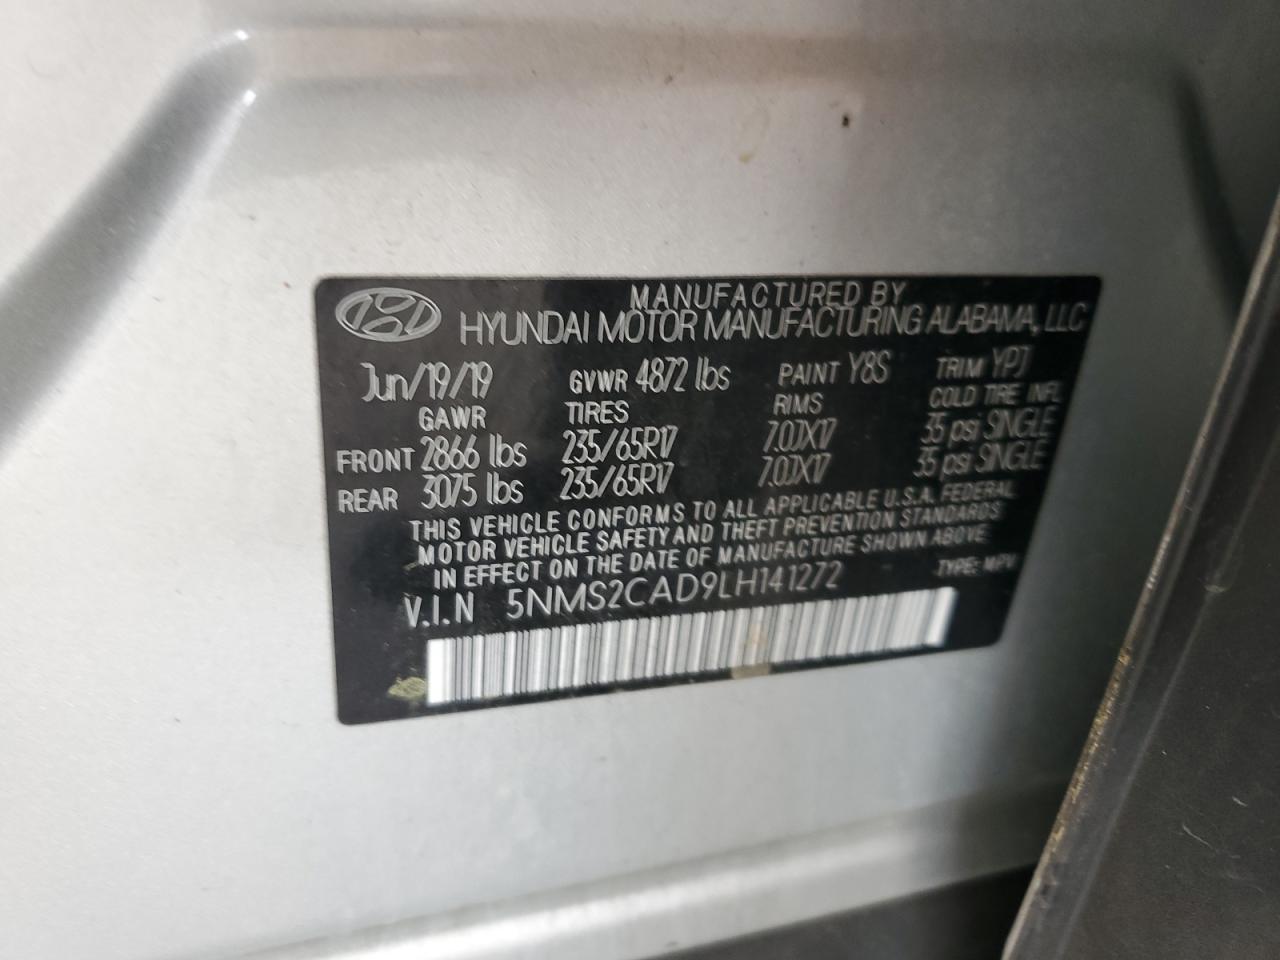 MANUFACTURED BY
HYUNDAI MOTOR MANUFACTURING ALABAMA, LLC
Jun/19/19 GVWR 4872 lbs PAINT Y8S TRIM YPJ
GAWR TIRES RIMS COLD TIRE INFL
FRONT 2866 lbs 235/65R17 7.0JX17 35 psi SINGLE
REAR 3075 lbs 235/65R17 7.0JX17 35 psi SINGLE
THIS VEHICLE CONFORMS TO ALL APPLICABLE U.S.A. FEDERAL
MOTOR VEHICLE SAFETY AND THEFT PREVENTION STANDARDS
IN EFFECT ON THE DATE OF MANUFACTURE SHOWN ABOVE
V.I.N 5NMS2CAD9LH141272 TYPE: MPV